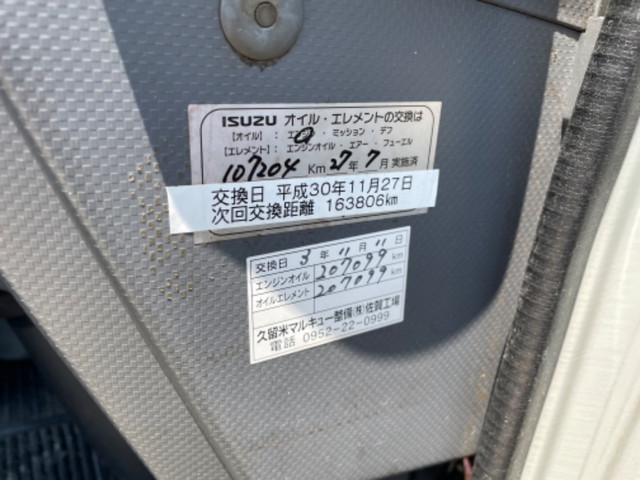 ISUZU オイル・エレメントの交換は
【オイル】 : エンジン ・ ミッション ・ デフ
【エレメント】 : エンジンオイル ・ エアー ・ フューエル
107204 Km 27年 7月 実施済
交換日 平成30年11月27日
次回交換距離 163806km
交換日 3年 11月 11日
エンジンオイル 207099 km
オイルエレメント 207099 km
久留米マルキュー整備(株)佐賀工場
電話 0952-22-0999